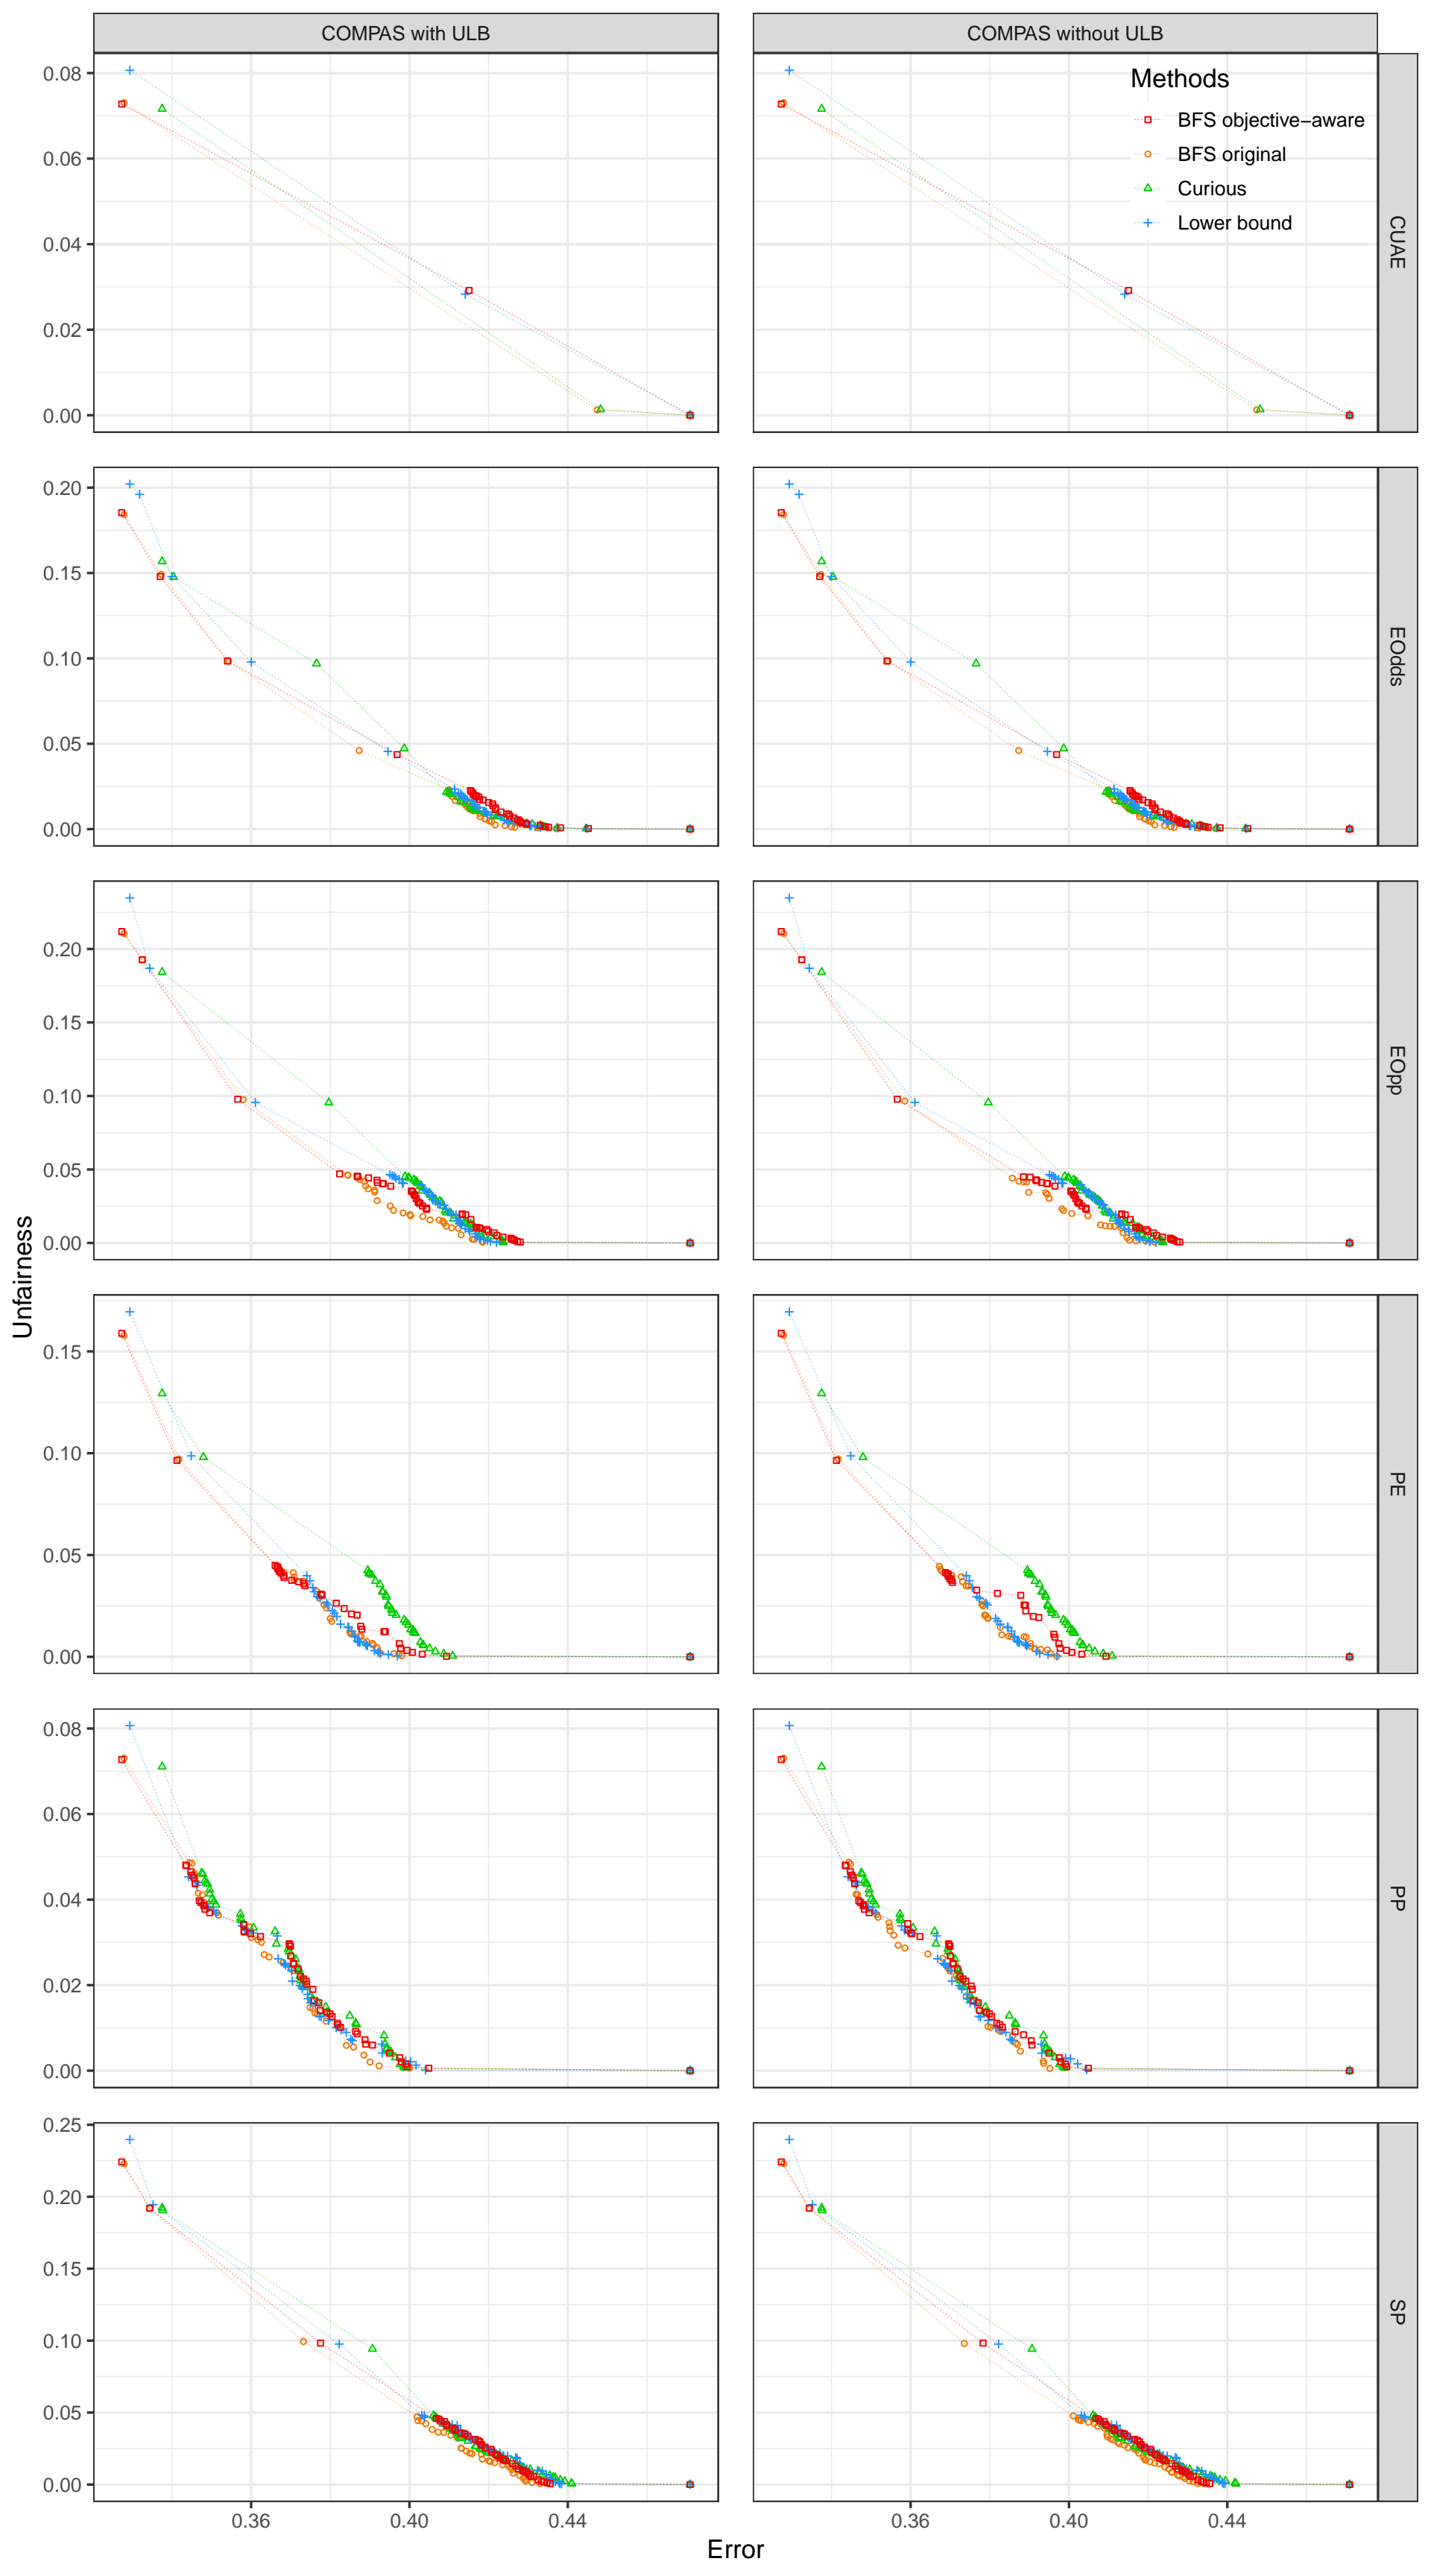 COMPAS with ULB
COMPAS without ULB
Methods
BFS objective−aware
BFS original
Curious
Lower bound
0.08
0.06
0.04
0.02
0.00
CUAE
0.20
0.15
0.10
0.05
0.00
EOdds
0.20
0.15
0.10
0.05
0.00
EOpp
0.15
0.10
0.05
0.00
PE
0.08
0.06
0.04
0.02
0.00
PP
0.25
0.20
0.15
0.10
0.05
0.00
SP
0.36 0.40 0.44
0.36 0.40 0.44
Error
Unfairness